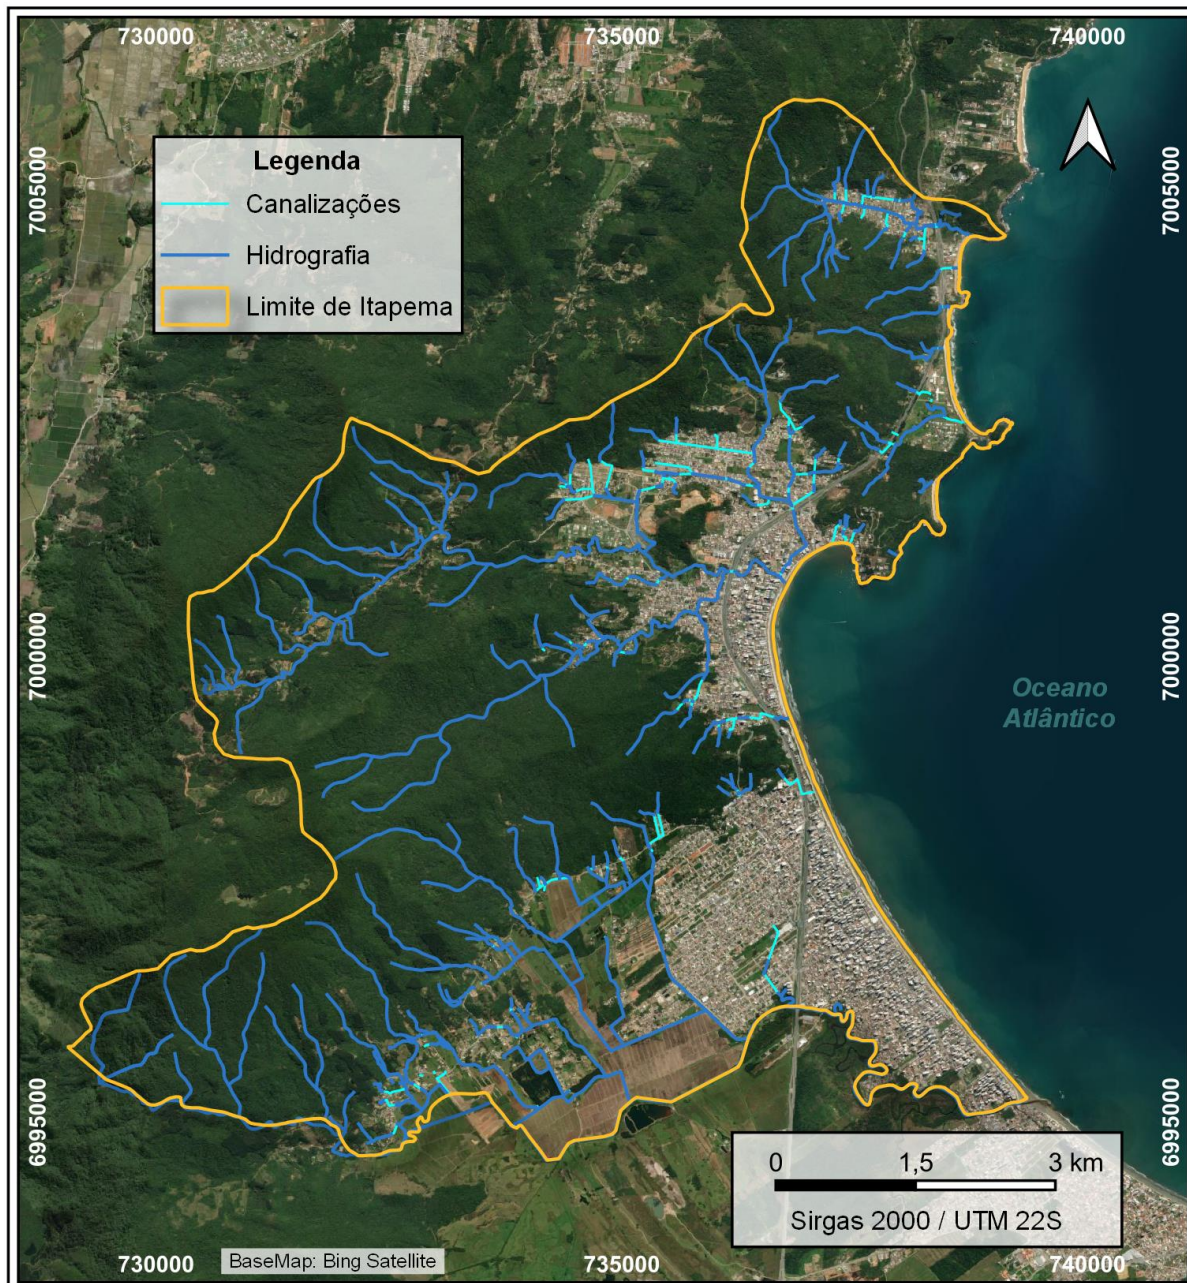 730000
735000
740000
7005000
7005000
Legenda
Canalizações
Hidrografia
Limite de Itapema
7000000
7000000
Oceano
Atlântico
6995000
6995000
0 1,5 3 km
Sirgas 2000 / UTM 22S
730000
BaseMap: Bing Satellite
735000
740000